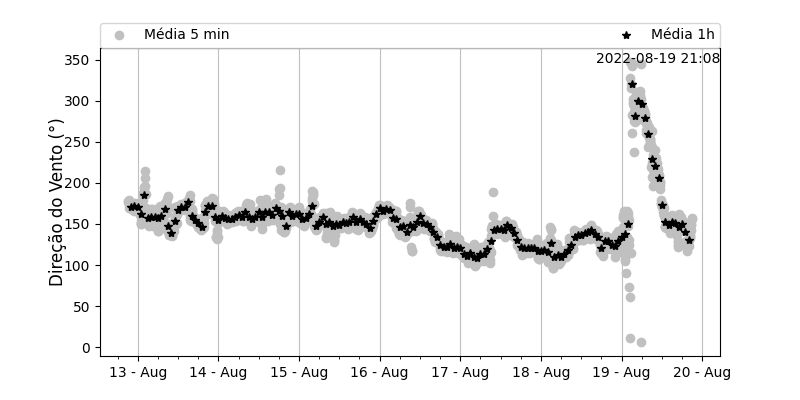 Média 5 min
Média 1h
2022-08-19 21:08
Direção do Vento (°)
350
300
250
200
150
100
50
0
13 - Aug
14 - Aug
15 - Aug
16 - Aug
17 - Aug
18 - Aug
19 - Aug
20 - Aug